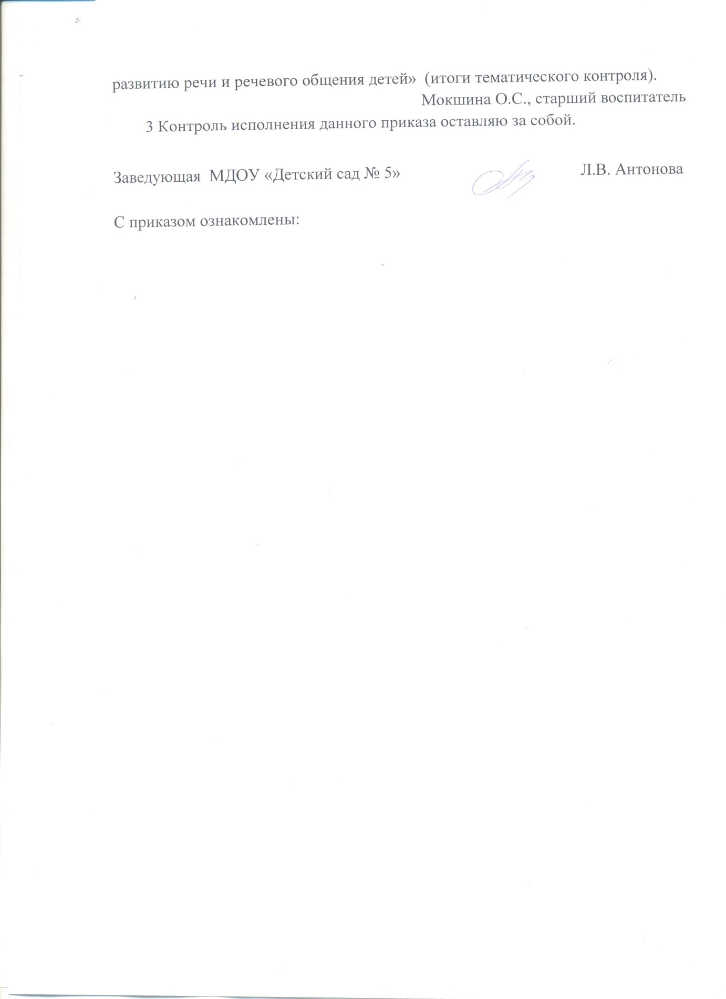 развитию речи и речевого общения детей» (итоги тематического контроля).
Мокшина О.С., старший воспитатель
3 Контроль исполнения данного приказа оставляю за собой.
Заведующая МДОУ «Детский сад № 5» Л.В. Антонова
С приказом ознакомлены: